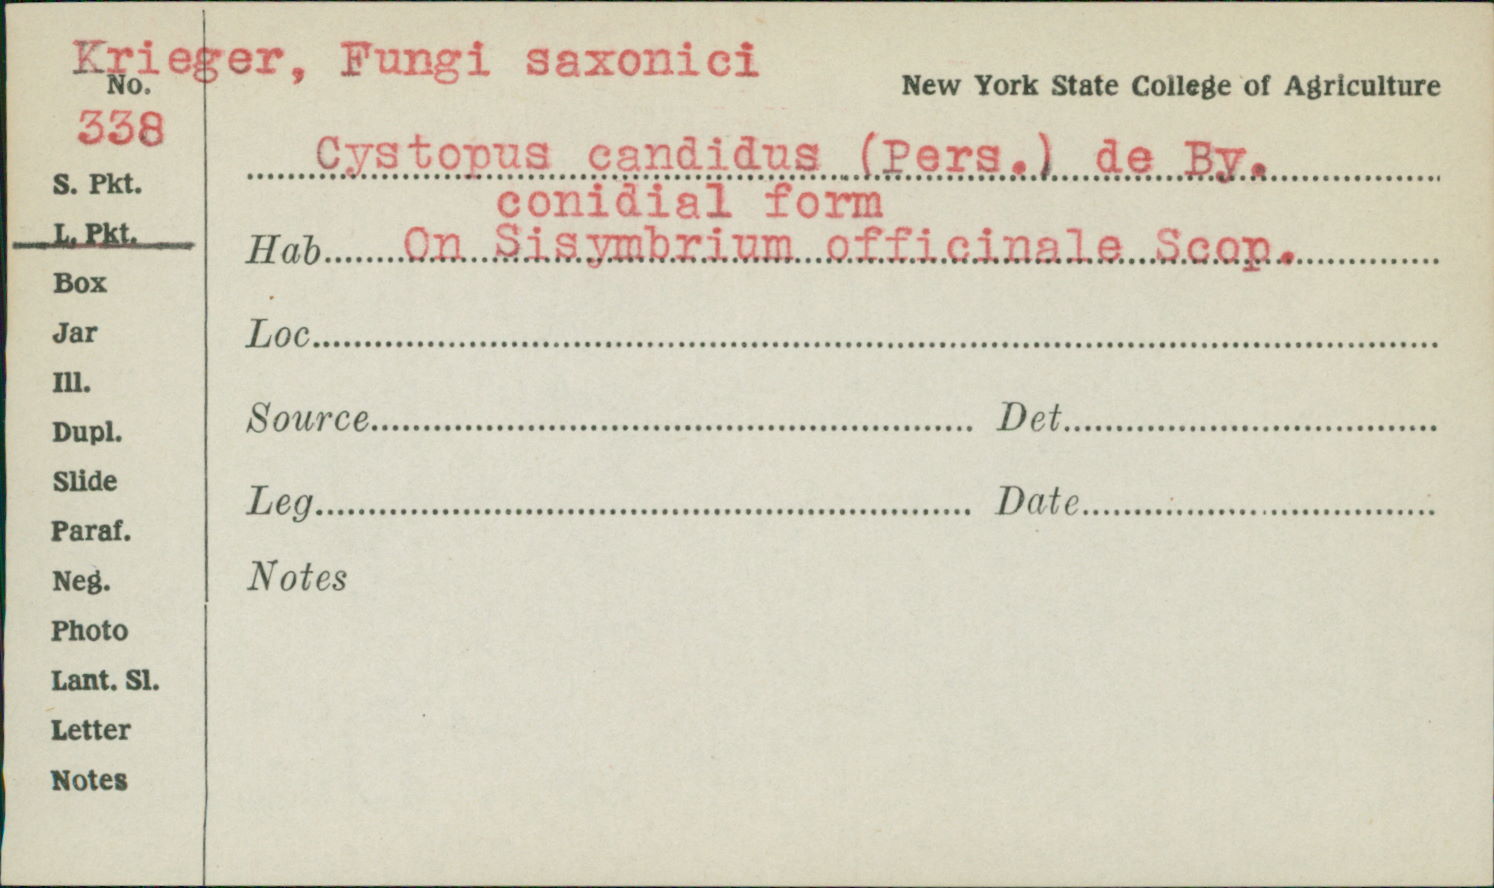 Krieger, Fungi saxonici
No.
New York State College of Agriculture
338
Cystopus candidus (Pers.) de By.
conidial form
S. Pkt.
L. Pkt.
Hab. On Sisymbrium officinale Scop.
Box
Jar
Loc.
Ill.
Dupl.
Source Det.
Slide
Leg. Date
Paraf.
Neg.
Notes
Photo
Lant. Sl.
Letter
Notes